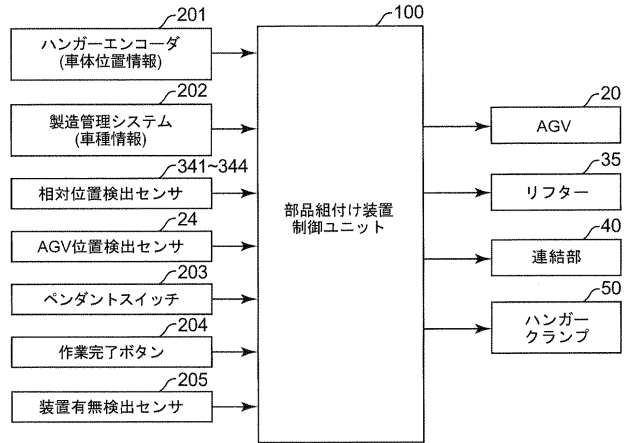 201
ハンガーエンコーダ
(車体位置情報)
202
製造管理システム
(車種情報)
341~344
相対位置検出センサ
24
AGV位置検出センサ
203
ペンダントスイッチ
204
作業完了ボタン
205
装置有無検出センサ
100
部品組付け装置
制御ユニット
20
AGV
35
リフター
40
連結部
50
ハンガー
クランプ